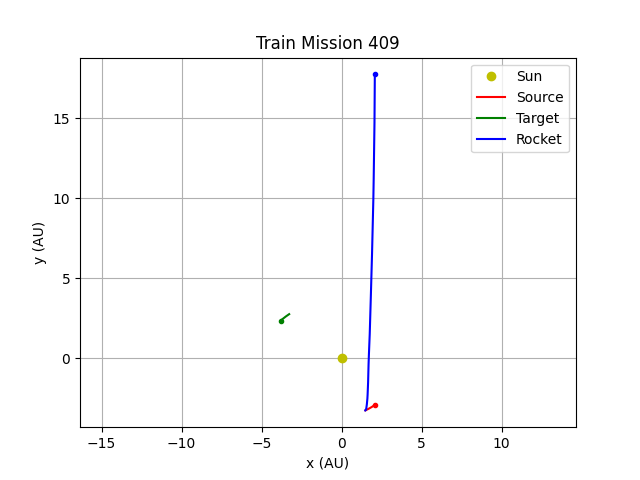 Train Mission 409
Sun
Source
Target
Rocket
15
10
5
0
y (AU)
−15
−10
−5
0
5
10
x (AU)